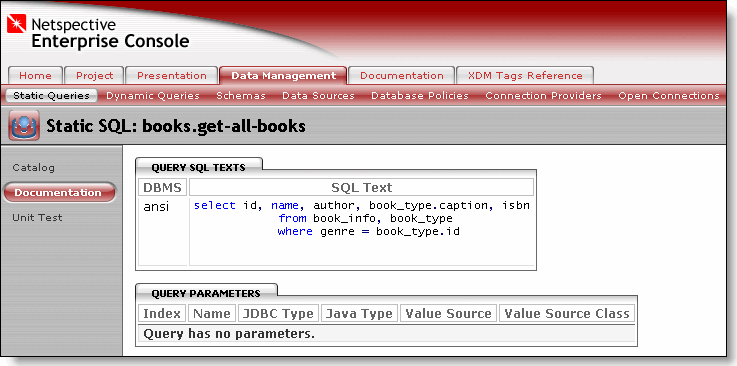 Netspective
Enterprise Console
Home Project Presentation Data Management Documentation XDM Tags Reference
Static Queries Dynamic Queries Schemas Data Sources Database Policies Connection Providers Open Connections
Static SQL: books.get-all-books
Catalog
Documentation
Unit Test
QUERY SQL TEXTS
DBMS SQL Text
ansi select id, name, author, book_type.caption, isbn
from book_info, book_type
where genre = book_type.id
QUERY PARAMETERS
Index Name JDBC Type Java Type Value Source Value Source Class
Query has no parameters.